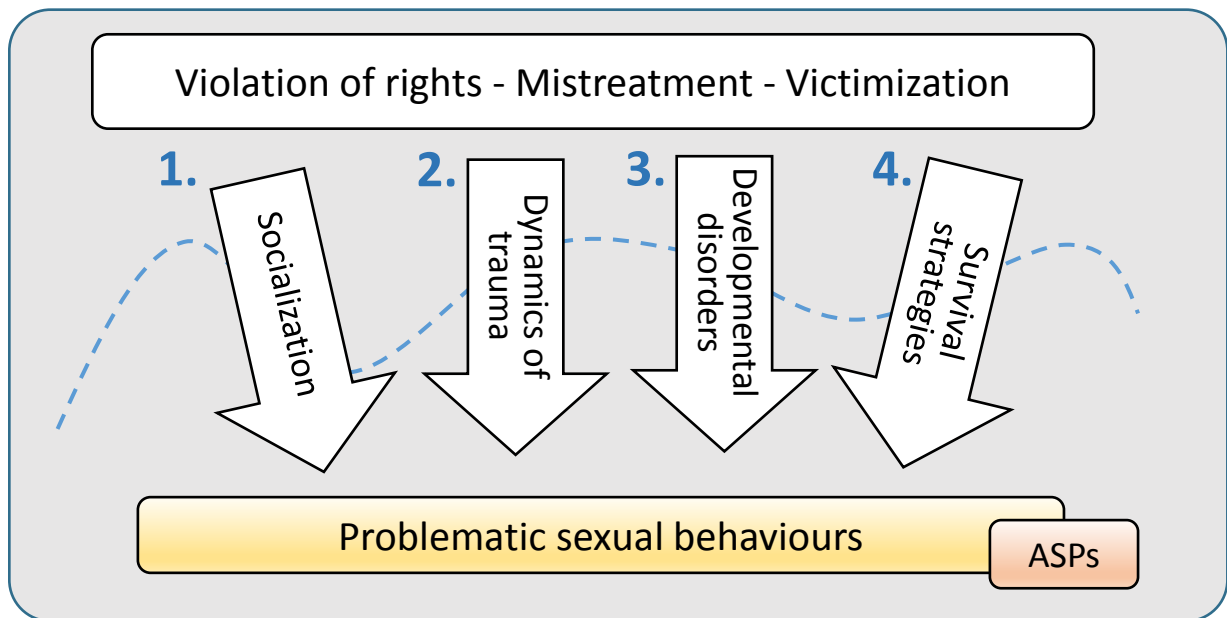 Violation of rights - Mistreatment - Victimization
1.
Socialization
2.
Dynamics of
trauma
3.
Developmental
disorders
4.
Survival
strategies
Problematic sexual behaviours
ASPs